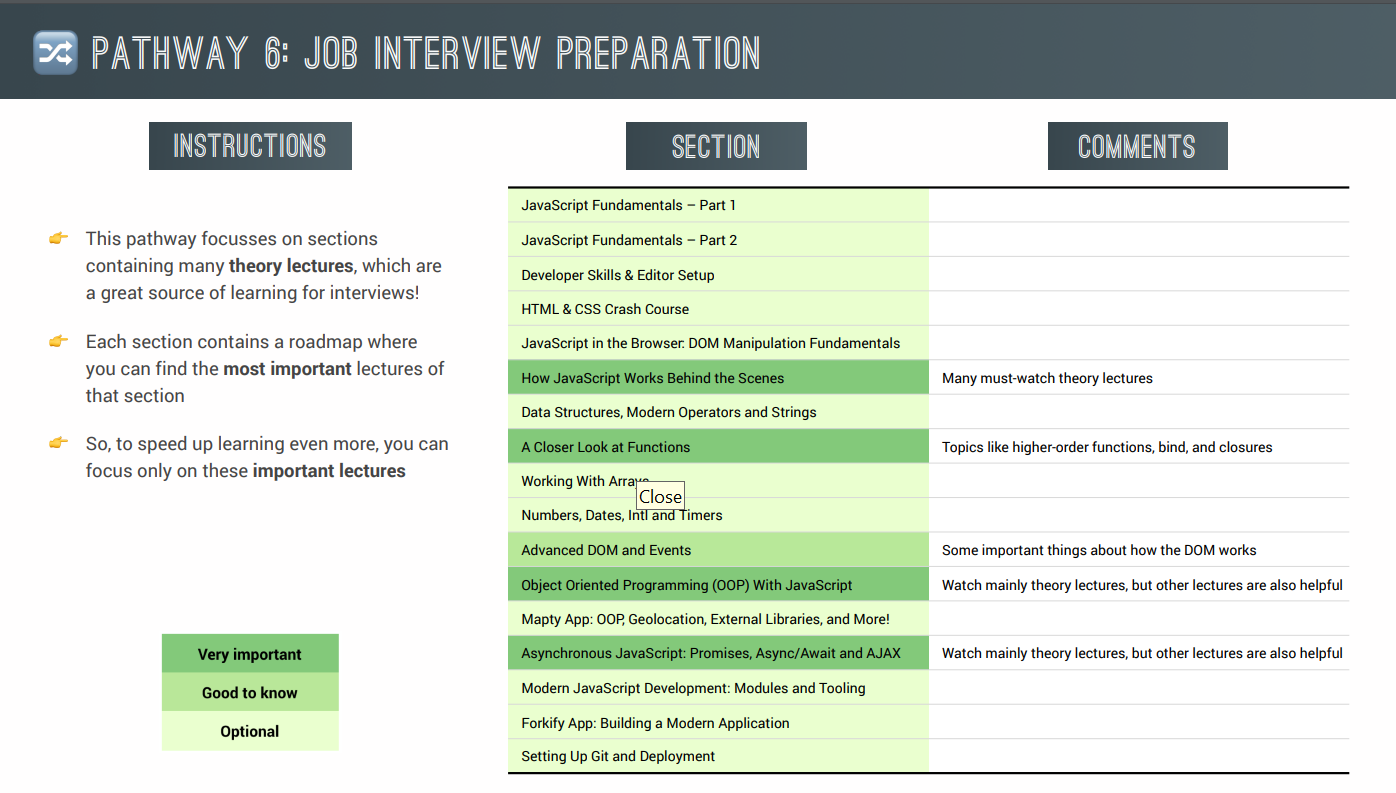 PATHWAY 6: JOB INTERVIEW PREPARATION
INSTRUCTIONS
This pathway focusses on sections
containing many theory lectures, which are
a great source of learning for interviews!
Each section contains a roadmap where
you can find the most important lectures of
that section
So, to speed up learning even more, you can
focus only on these important lectures
Very important
Good to know
Optional
SECTION
COMMENTS
JavaScript Fundamentals – Part 1
JavaScript Fundamentals – Part 2
Developer Skills & Editor Setup
HTML & CSS Crash Course
JavaScript in the Browser: DOM Manipulation Fundamentals
How JavaScript Works Behind the Scenes Many must-watch theory lectures
Data Structures, Modern Operators and Strings
A Closer Look at Functions Topics like higher-order functions, bind, and closures
Working With Arrays
Close
Numbers, Dates, Intl and Timers
Advanced DOM and Events Some important things about how the DOM works
Object Oriented Programming (OOP) With JavaScript Watch mainly theory lectures, but other lectures are also helpful
Mapty App: OOP, Geolocation, External Libraries, and More!
Asynchronous JavaScript: Promises, Async/Await and AJAX Watch mainly theory lectures, but other lectures are also helpful
Modern JavaScript Development: Modules and Tooling
Forkify App: Building a Modern Application
Setting Up Git and Deployment